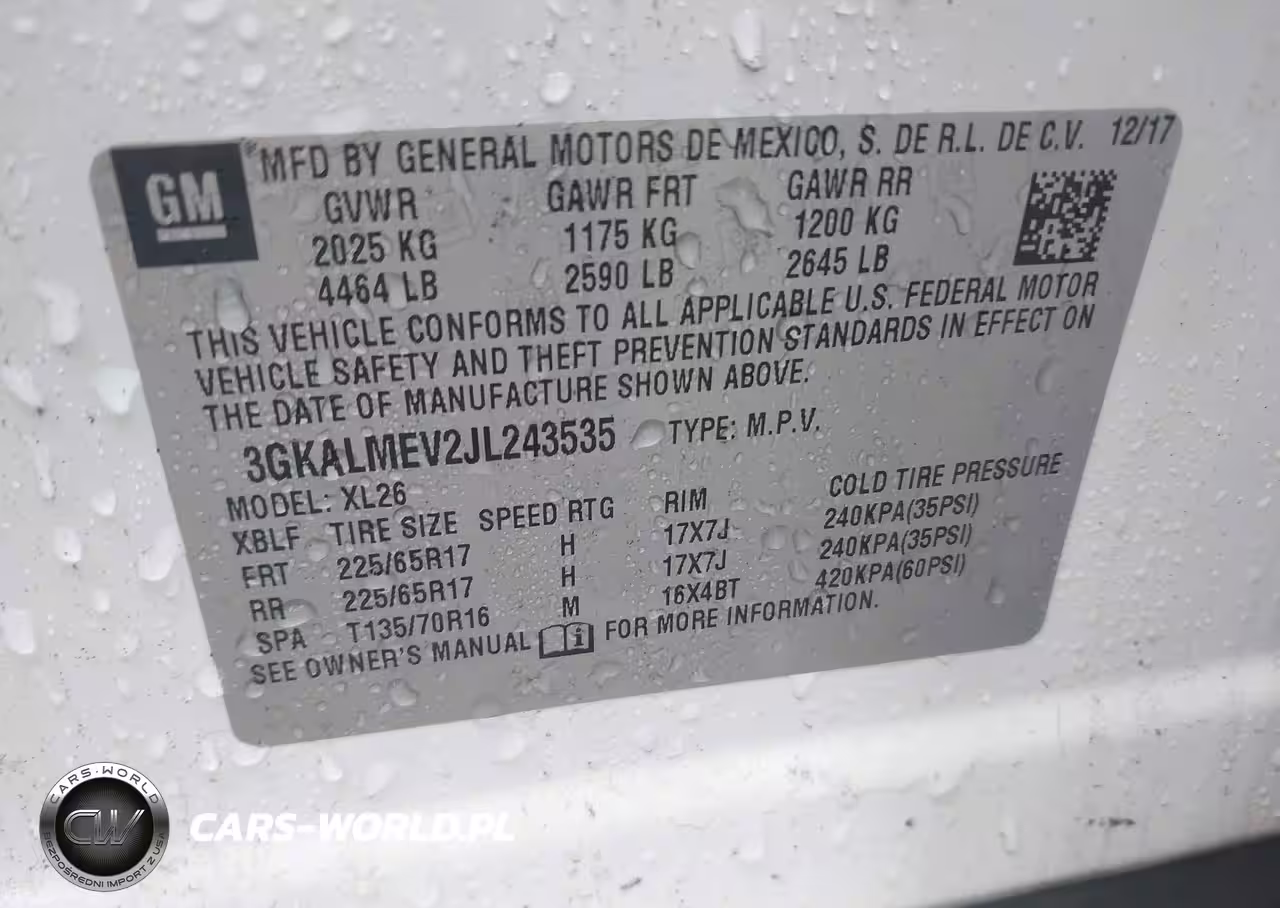 GM
® MFD BY GENERAL MOTORS DE MEXICO, S. DE R.L. DE C.V. 12/17
GVWR GAWR FRT GAWR RR
2025 KG 1175 KG 1200 KG
4464 LB 2590 LB 2645 LB
THIS VEHICLE CONFORMS TO ALL APPLICABLE U.S. FEDERAL MOTOR
VEHICLE SAFETY AND THEFT PREVENTION STANDARDS IN EFFECT ON
THE DATE OF MANUFACTURE SHOWN ABOVE.
3GKALMEV2JL243535 TYPE: M.P.V.
MODEL: XL26
XBLF TIRE SIZE SPEED RTG RIM COLD TIRE PRESSURE
FRT 225/65R17 H 17X7J 240KPA(35PSI)
RR 225/65R17 H 17X7J 240KPA(35PSI)
SPA T135/70R16 M 16X4BT 420KPA(60PSI)
SEE OWNER'S MANUAL i FOR MORE INFORMATION.
CARS-WORLD
CW
BEZPOŚREDNI IMPORT Z USA
CARS-WORLD.PL